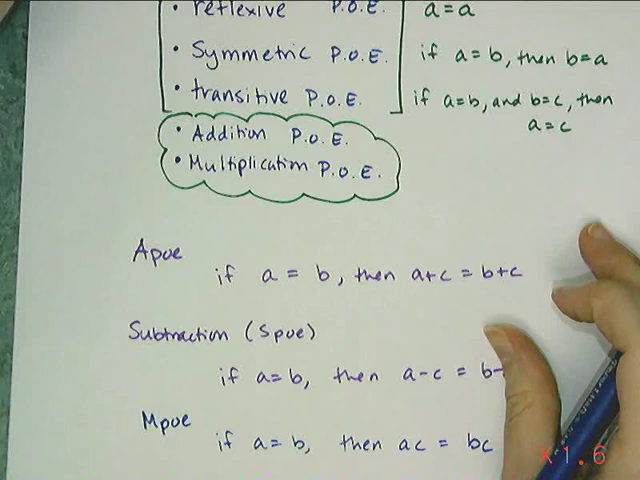 • reflexive P.O.E. a = a
• Symmetric P.O.E. if a = b, then b = a
• transitive P.O.E. if a = b, and b = c, then
a = c
• Addition P.O.E.
• Multiplication P.O.E.
Apoe
if a = b, then a+c = b+c
Subtraction (Spoe)
if a = b, then a - c = b-
Mpoe
if a = b, then ac = bc
X1.6